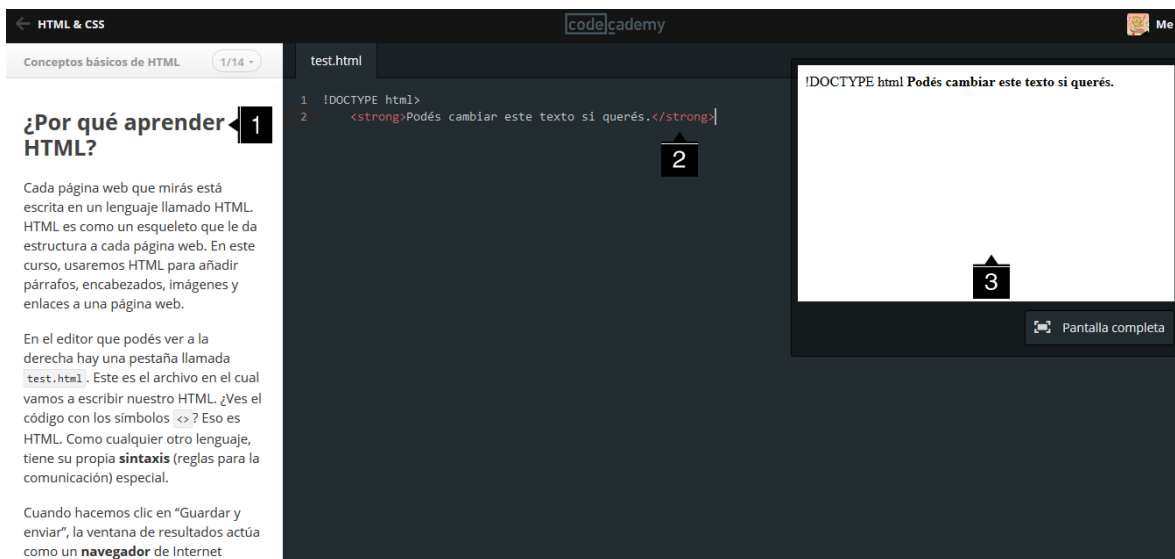 ← HTML & CSS
codecademy
Me
Conceptos básicos de HTML
1/14
test.html
¿Por qué aprender
HTML?
1
Cada página web que mirás está
escrita en un lenguaje llamado HTML.
HTML es como un esqueleto que le da
estructura a cada página web. En este
curso, usaremos HTML para añadir
párrafos, encabezados, imágenes y
enlaces a una página web.
En el editor que podés ver a la
derecha hay una pestaña llamada
test.html. Este es el archivo en el cual
vamos a escribir nuestro HTML. ¿Ves el
código con los símbolos <>? Eso es
HTML. Como cualquier otro lenguaje,
tiene su propia sintaxis (reglas para la
comunicación) especial.
Cuando hacemos clic en “Guardar y
enviar”, la ventana de resultados actúa
como un navegador de Internet
1 !DOCTYPE html>
2 <strong>Podés cambiar este texto si querés.</strong>
2
!DOCTYPE html Podés cambiar este texto si querés.
3
Pantalla completa